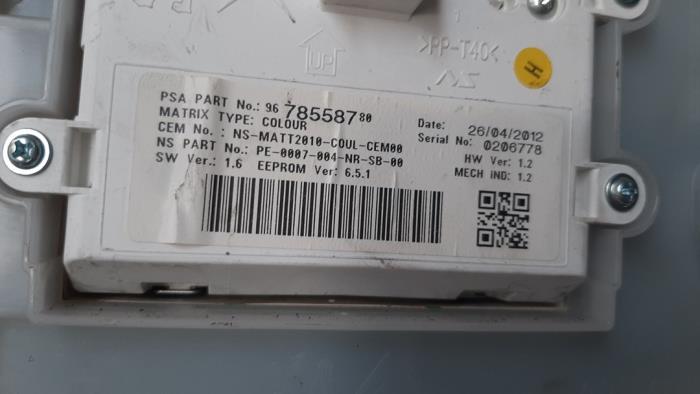 UP
>PP-T40<
H
PSA PART No.: 96 785587 80
MATRIX TYPE: COLOUR
CEM No. : NS-MATT2010-COUL-CEM00
NS PART No.: PE-0007-004-NR-SB-00
SW Ver.: 1.6 EEPROM Ver: 6.5.1
Date: 26/04/2012
Serial No: 0206778
HW Ver: 1.2
MECH IND: 1.2